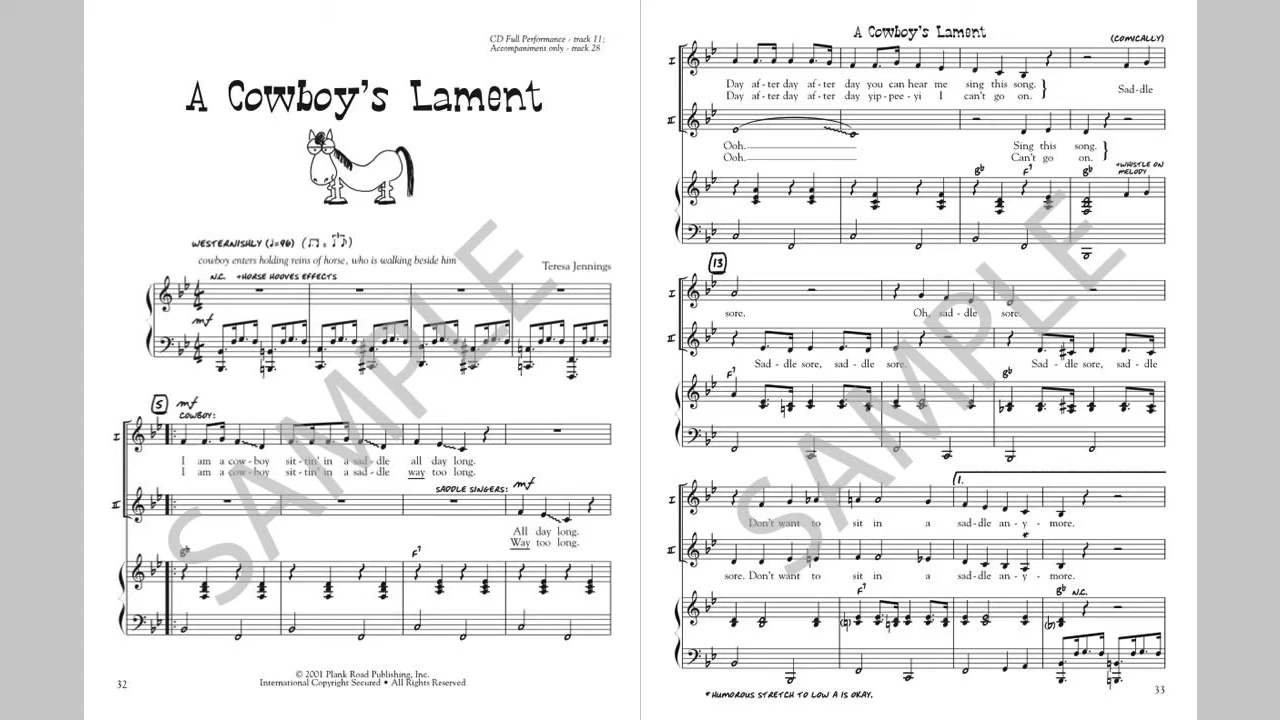 CD Full Performance - track 11;
Accompaniment only - track 28
A Cowboy's Lament
WESTERNISHLY (♩=96)
cowboy enters holding reins of horse, who is walking beside him
Teresa Jennings
N.C. +HORSE HOOVES EFFECTS
mf
5 mf
COWBOY:
I
I am a cow - boy sit - tin' in a sad - dle all day long.
I am a cow - boy sit - tin' in a sad - dle way too long.
SADDLE SINGERS: mf
II
All day long.
Way too long.
Bb F7
© 2001 Plank Road Publishing, Inc.
International Copyright Secured • All Rights Reserved
32
A Cowboy's Lament
(COMICALLY)
I
Day af - ter day af - ter day you can hear me sing this song. } Sad - dle
Day af - ter day af - ter day yip - pee - yi I can't go on.
II
Ooh. Sing this song. }
Ooh. Can't go on.
+WHISTLE ON
MELODY
Bb F7 Bb
13
I
sore. Oh, sad - dle sore.
II
Sad - dle sore, sad - dle sore. Sad - dle sore, sad - dle
F7 Bb
1.
I
Don't want to sit in a sad - dle an - y - more.
*
II
sore. Don't want to sit in a sad - dle an - y - more.
F7 Bb N.C.
* HUMOROUS STRETCH TO LOW A IS OKAY.
33
SAMPLE
SAMPLE